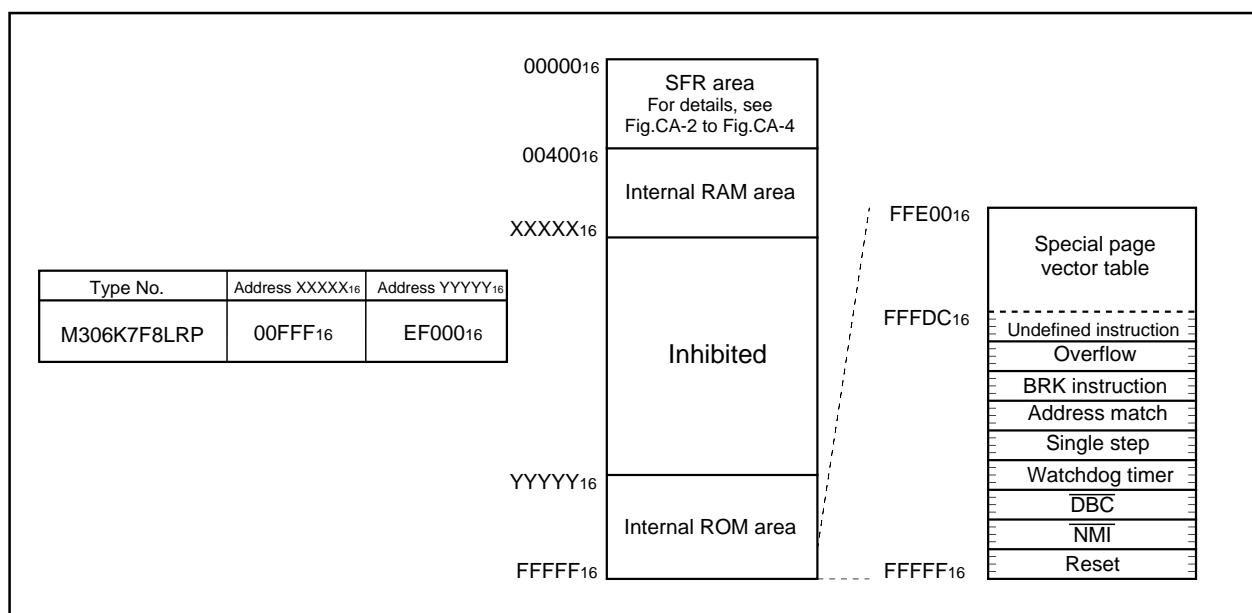 0000016
SFR area
For details, see
Fig.CA-2 to Fig.CA-4
0040016
Internal RAM area
XXXXX16
Inhibited
YYYYY16
Internal ROM area
FFFFF16
Type No. Address XXXXX16 Address YYYYY16
M306K7F8LRP 00FFF16 EF00016
FFE0016
Special page
vector table
FFFDC16
Undefined instruction
Overflow
BRK instruction
Address match
Single step
Watchdog timer
DBC
NMI
Reset
FFFFF16